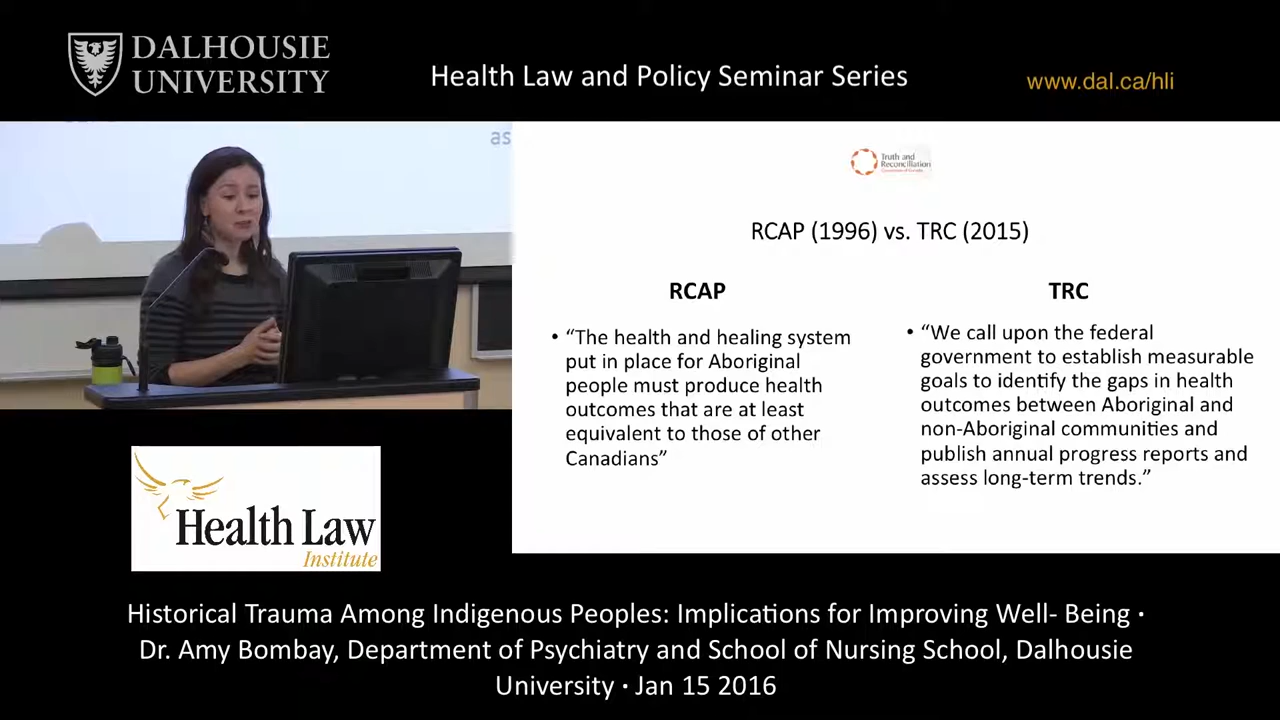 DALHOUSIE
UNIVERSITY
Health Law and Policy Seminar Series
www.dal.ca/hli
as
Truth and
Reconciliation
RCAP (1996) vs. TRC (2015)
RCAP
• “The health and healing system
put in place for Aboriginal
people must produce health
outcomes that are at least
equivalent to those of other
Canadians”
TRC
• “We call upon the federal
government to establish measurable
goals to identify the gaps in health
outcomes between Aboriginal and
non-Aboriginal communities and
publish annual progress reports and
assess long-term trends.”
Health Law
Institute
Historical Trauma Among Indigenous Peoples: Implications for Improving Well- Being ·
Dr. Amy Bombay, Department of Psychiatry and School of Nursing School, Dalhousie
University · Jan 15 2016